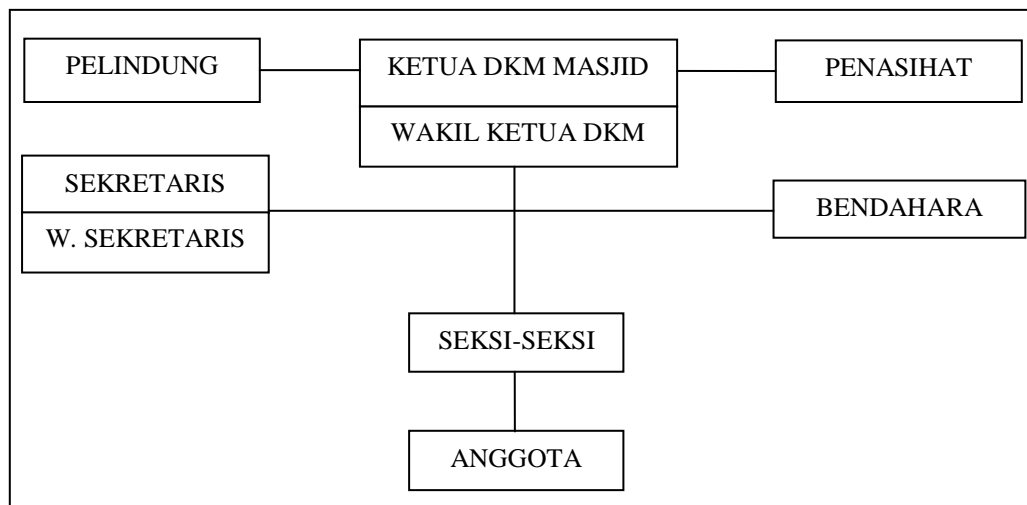 PELINDUNG
KETUA DKM MASJID
PENASIHAT
WAKIL KETUA DKM
SEKRETARIS
W. SEKRETARIS
BENDAHARA
SEKSI-SEKSI
ANGGOTA